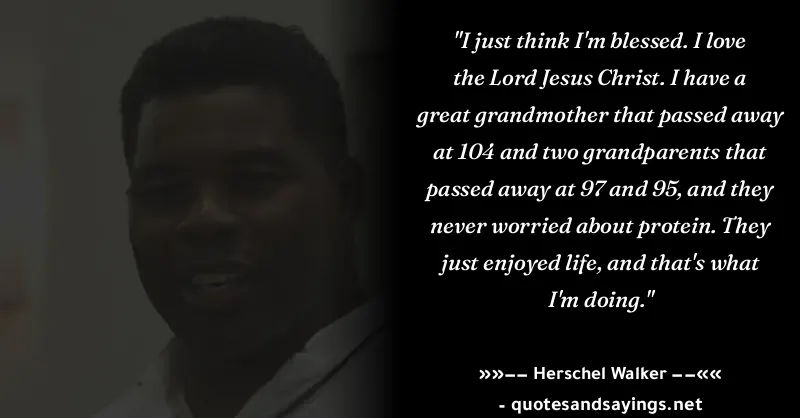 "I just think I'm blessed. I love
the Lord Jesus Christ. I have a
great grandmother that passed away
at 104 and two grandparents that
passed away at 97 and 95, and they
never worried about protein. They
just enjoyed life, and that's what
I'm doing."
»»−− Herschel Walker −−««
- quotesandsayings.net